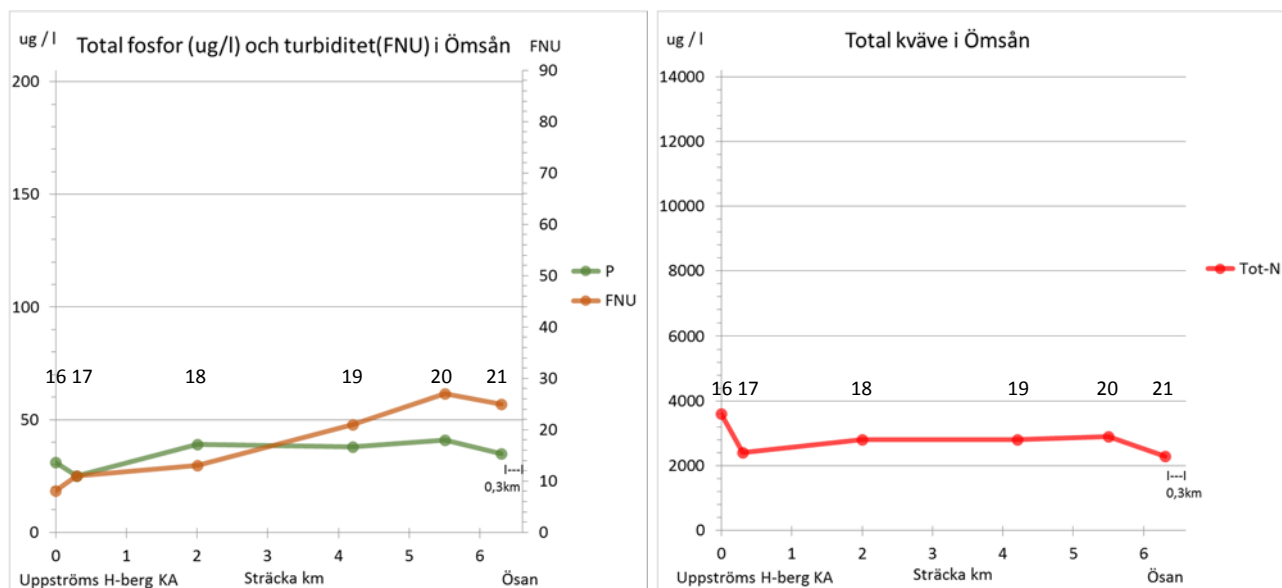 ug / l
Total fosfor (ug/l) och turbiditet(FNU) i Ömsån
FNU
200
150
100
50
0
90
80
70
60
50
40
30
20
10
0
P
FNU
16 17 18 19 20 21
I---I
0,3km
0 1 2 3 4 5 6
Uppströms H-berg KA Sträcka km Ösan
ug / l
Total kväve i Ömsån
14000
12000
10000
8000
6000
4000
2000
0
Tot-N
16 17 18 19 20 21
I---I
0,3km
0 1 2 3 4 5 6
Uppströms H-berg KA Sträcka km Ösan